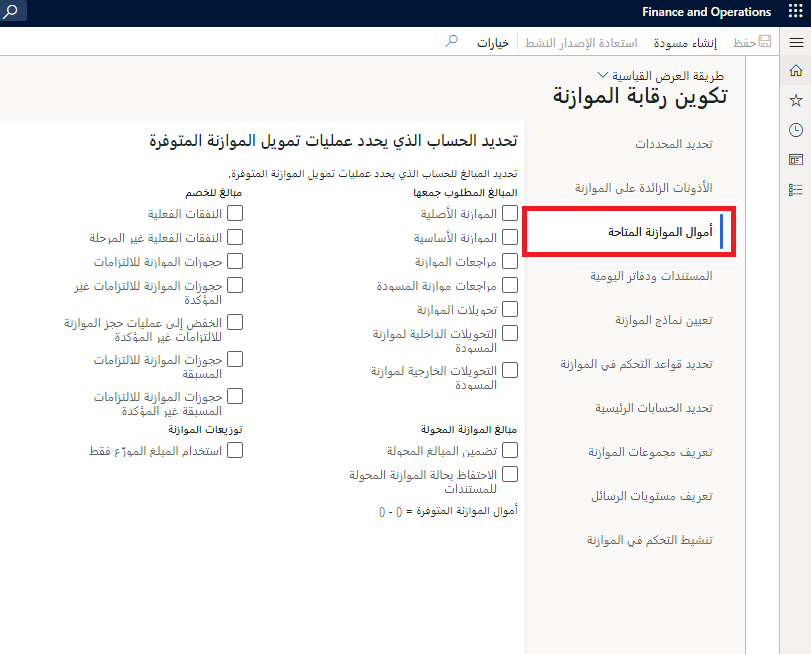 Finance and Operations
حفظ
إنشاء مسودة
استعادة الإصدار النشط
خيارات
طريقة العرض القياسية
تكوين رقابة الموازنة
تحديد المحددات
الأذونات الزائدة على الموازنة
أموال الموازنة المتاحة
المستندات ودفاتر اليومية
تعيين نماذج الموازنة
تحديد قواعد التحكم في الموازنة
تحديد الحسابات الرئيسية
تعريف مجموعات الموازنة
تعريف مستويات الرسائل
تنشيط التحكم في الموازنة
تحديد الحساب الذي يحدد عمليات تمويل الموازنة المتوفرة
تحديد المبالغ للحساب الذي يحدد عمليات تمويل الموازنة المتوفرة.
المبالغ المطلوب جمعها
الموازنة الأصلية
الموازنة الأساسية
مراجعات الموازنة
مراجعات موازنة المسودة
تحويلات الموازنة
التحويلات الداخلية لموازنة
المسودة
التحويلات الخارجية لموازنة
المسودة
مبالغ للخصم
النفقات الفعلية
النفقات الفعلية غير المرحلة
حجوزات الموازنة للالتزامات
حجوزات الموازنة للالتزامات غير
المؤكدة
الخفض إلى عمليات حجز الموازنة
للالتزامات غير المؤكدة
حجوزات الموازنة للالتزامات
المسبقة
حجوزات الموازنة للالتزامات
المسبقة غير المؤكدة
مبالغ الموازنة المحولة
تضمين المبالغ المحولة
الاحتفاظ بحالة الموازنة المحولة
للمستندات
توزيعات الموازنة
استخدام المبلغ الموزّع فقط
أموال الموازنة المتوفرة = () - ()